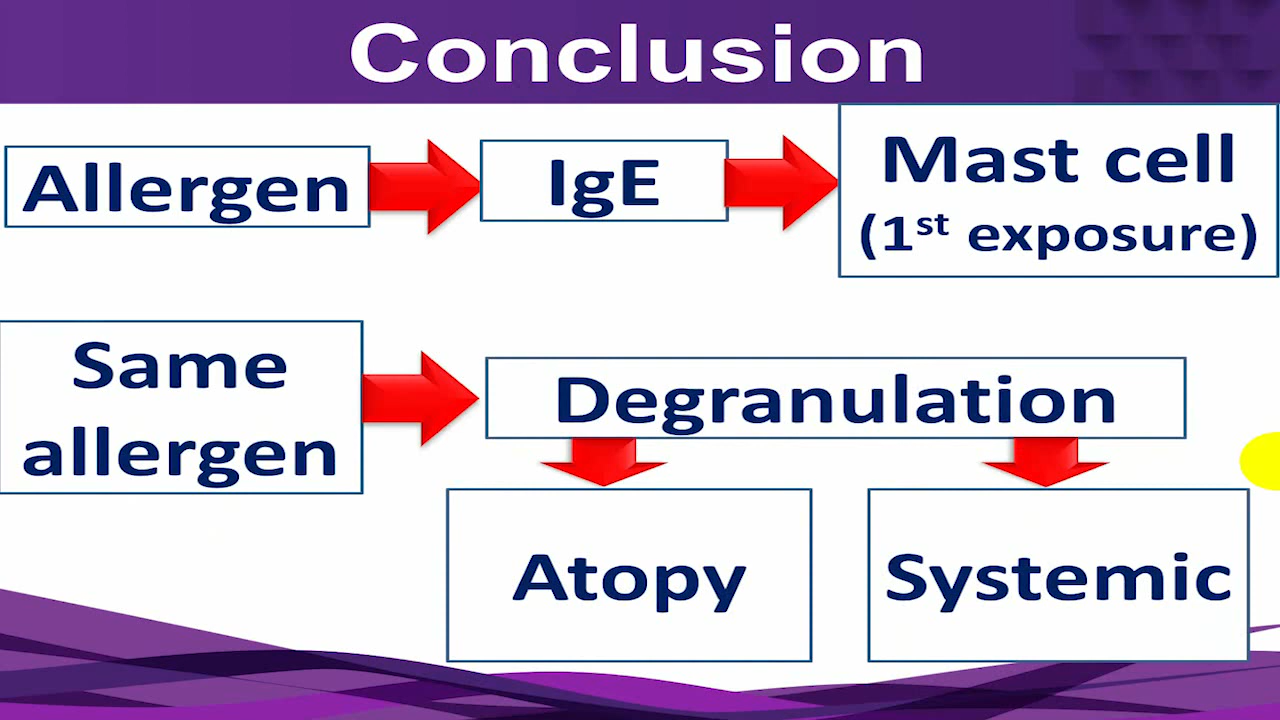 Conclusion
Allergen
IgE
Mast cell
(1st exposure)
Same
allergen
Degranulation
Atopy
Systemic